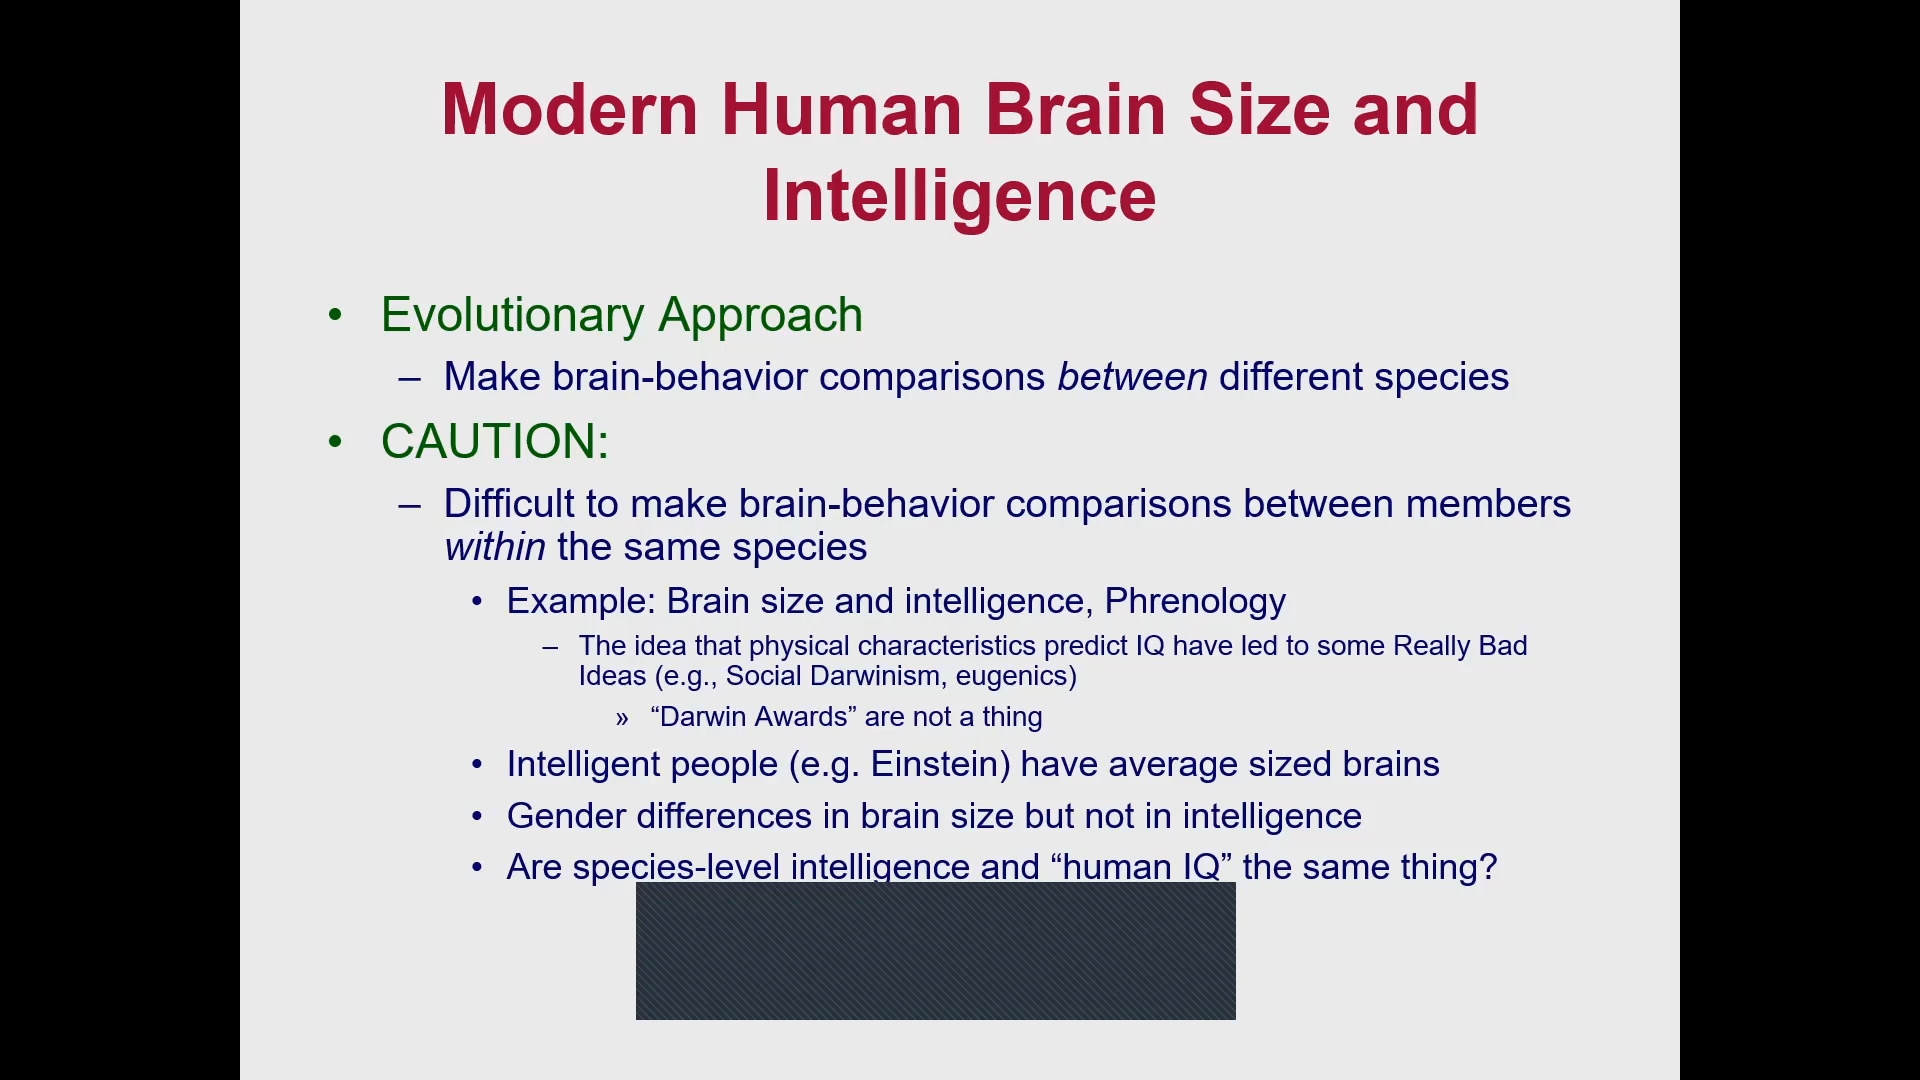 Modern Human Brain Size and
Intelligence
• Evolutionary Approach
– Make brain-behavior comparisons between different species
• CAUTION:
– Difficult to make brain-behavior comparisons between members
within the same species
• Example: Brain size and intelligence, Phrenology
– The idea that physical characteristics predict IQ have led to some Really Bad
Ideas (e.g., Social Darwinism, eugenics)
» “Darwin Awards” are not a thing
• Intelligent people (e.g. Einstein) have average sized brains
• Gender differences in brain size but not in intelligence
• Are species-level intelligence and “human IQ” the same thing?